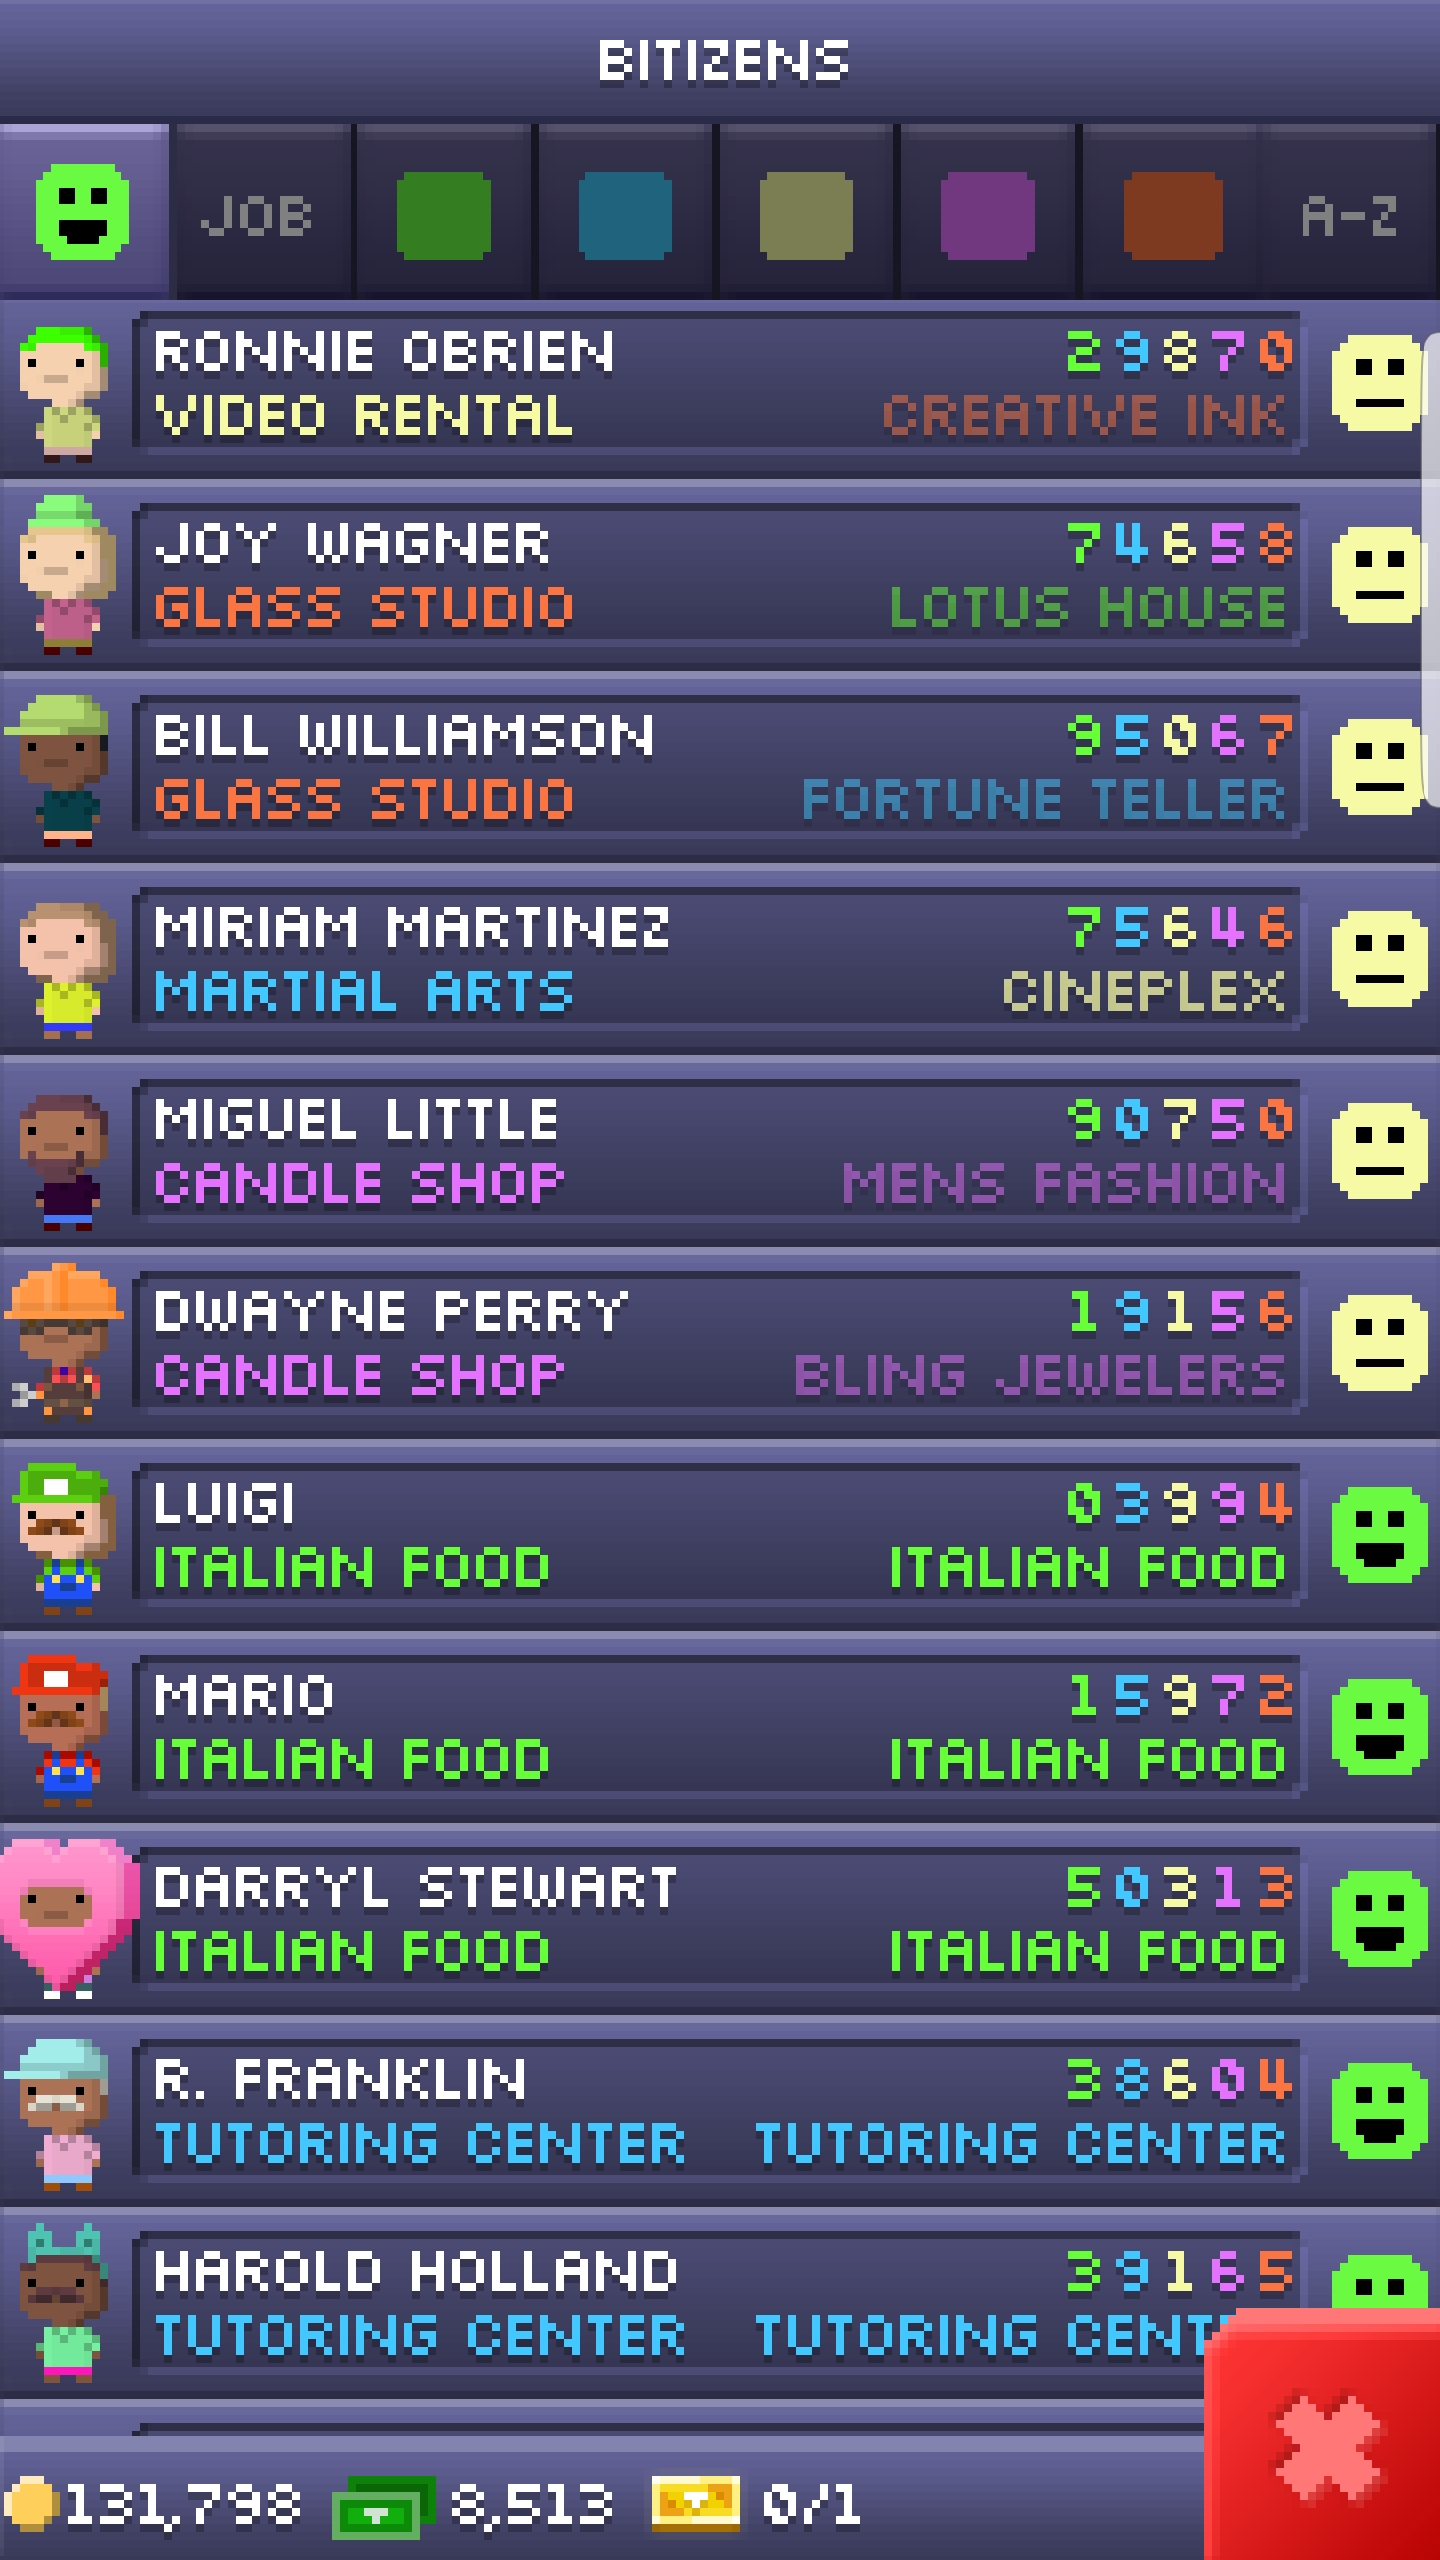 BITIZENS
JOB A-Z
RONNIE OBRIEN 29870
VIDEO RENTAL CREATIVE INK
JOY WAGNER 74658
GLASS STUDIO LOTUS HOUSE
BILL WILLIAMSON 95067
GLASS STUDIO FORTUNE TELLER
MIRIAM MARTINEZ 75646
MARTIAL ARTS CINEPLEX
MIGUEL LITTLE 90750
CANDLE SHOP MENS FASHION
DWAYNE PERRY 19156
CANDLE SHOP BLING JEWELERS
LUIGI 03994
ITALIAN FOOD ITALIAN FOOD
MARIO 15972
ITALIAN FOOD ITALIAN FOOD
DARRYL STEWART 50313
ITALIAN FOOD ITALIAN FOOD
R. FRANKLIN 38604
TUTORING CENTER TUTORING CENTER
HAROLD HOLLAND 39165
TUTORING CENTER TUTORING CENT
131,798 8,513 0/1